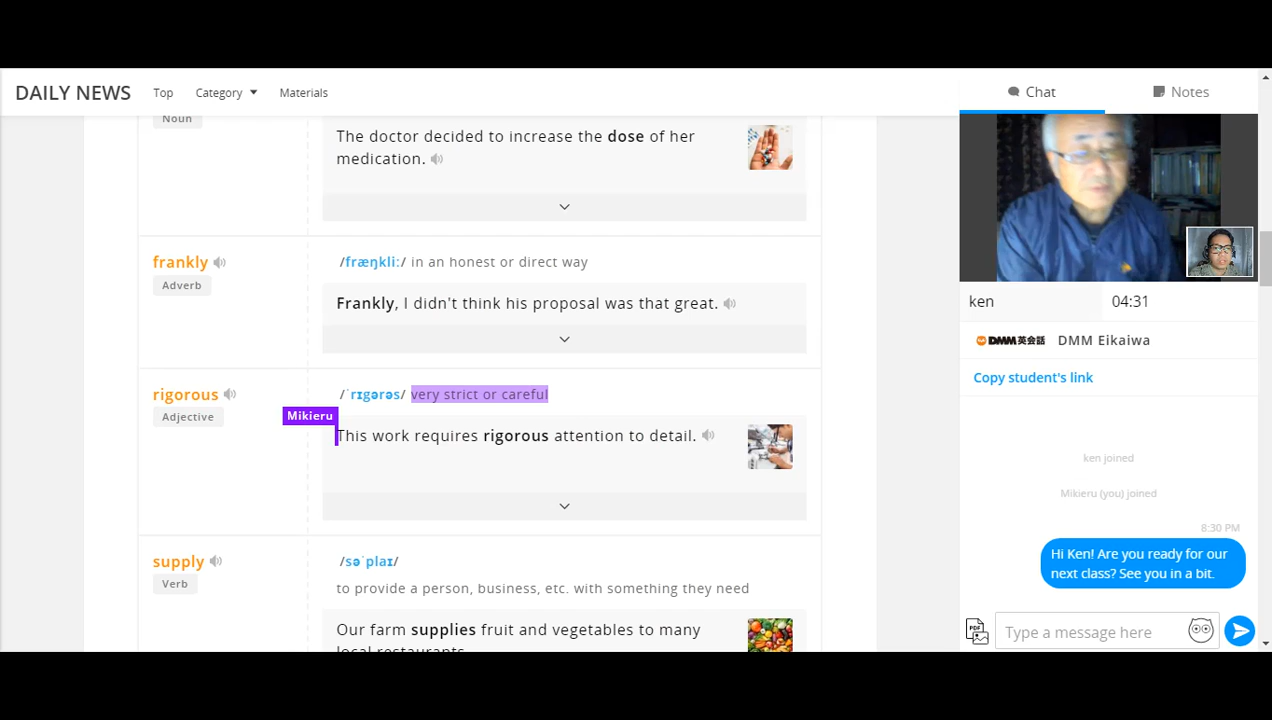 DAILY NEWS Top Category Materials
Chat Notes
Noun
The doctor decided to increase the dose of her
medication.
frankly
Adverb
/fræŋkliː/ in an honest or direct way
Frankly, I didn't think his proposal was that great.
rigorous
Adjective
/ˈrɪgərəs/ very strict or careful
Mikieru
This work requires rigorous attention to detail.
supply
Verb
/səˈplaɪ/
to provide a person, business, etc. with something they need
Our farm supplies fruit and vegetables to many
local restaurants.
ken 04:31
DMM英会話 DMM Eikaiwa
Copy student's link
ken joined
Mikieru (you) joined
8:30 PM
Hi Ken! Are you ready for our
next class? See you in a bit.
PDF
Type a message here